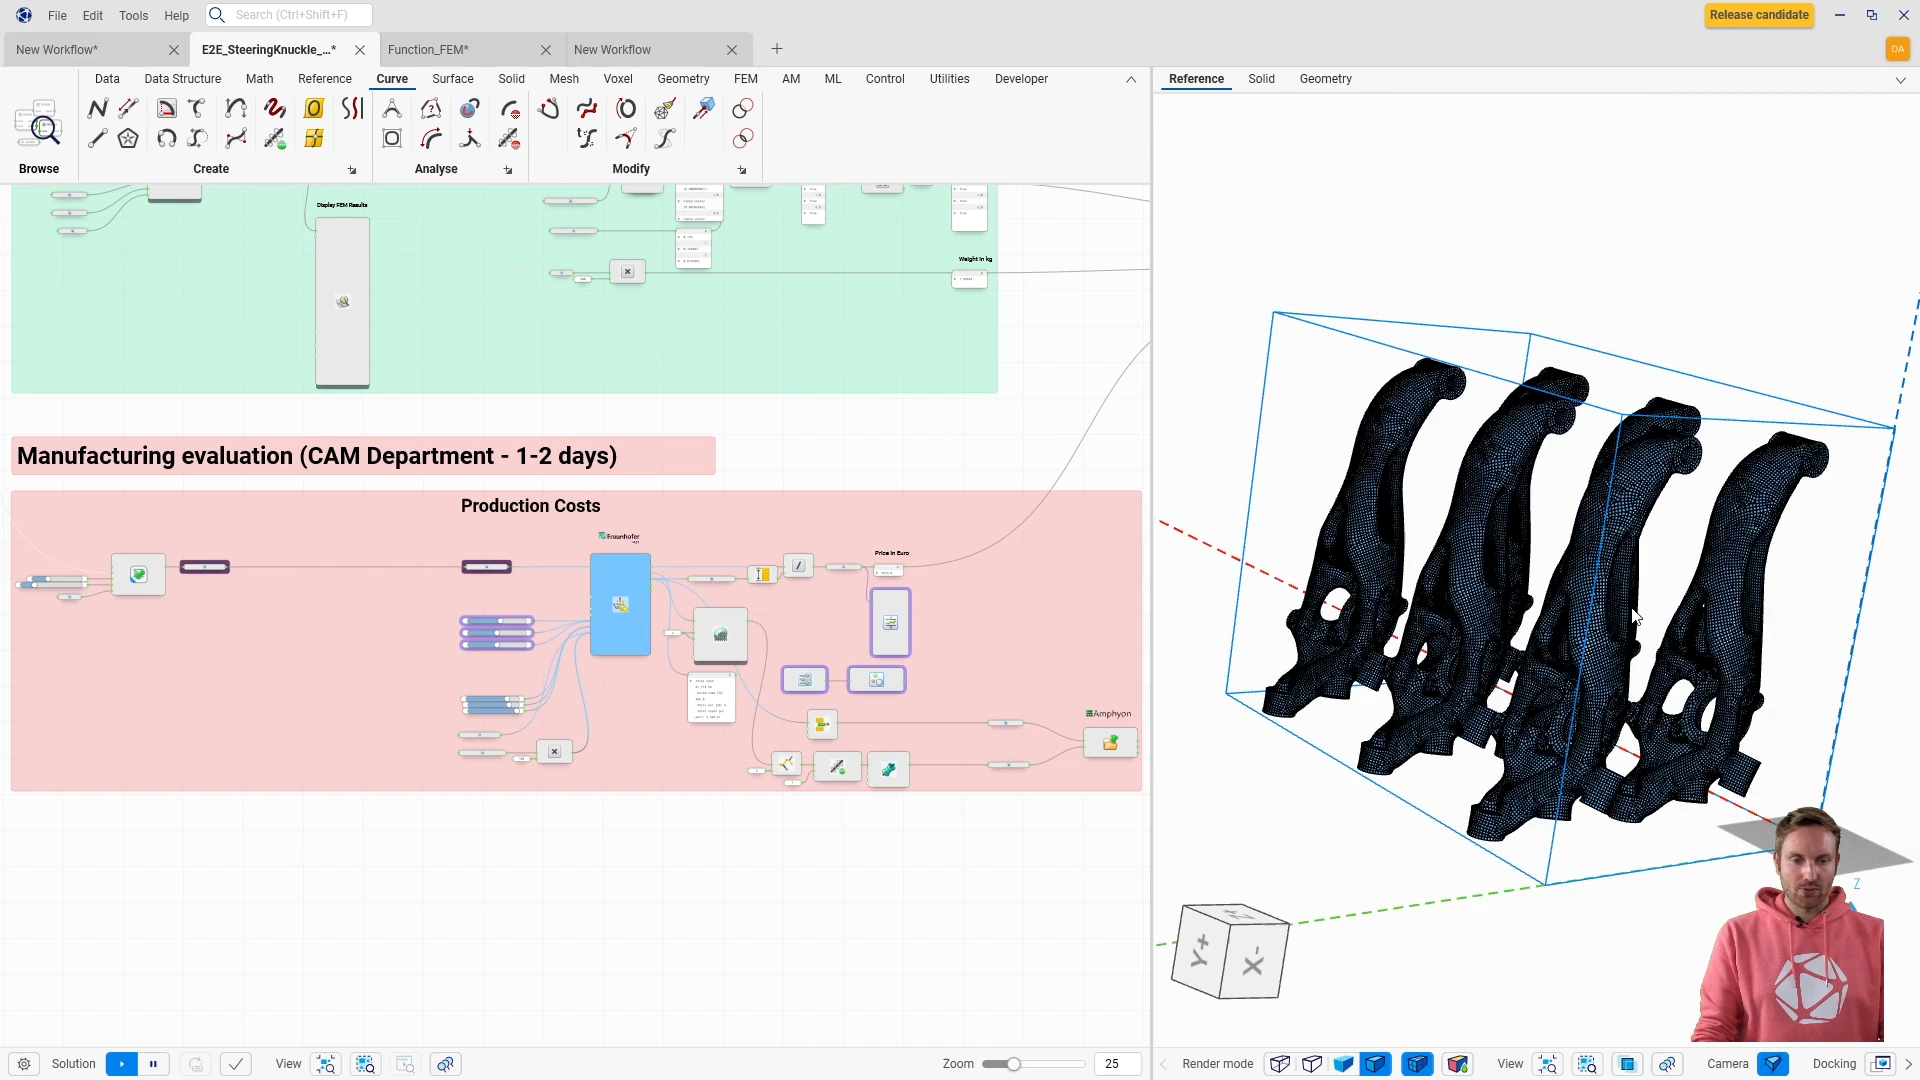 File Edit Tools Help Search (Ctrl+Shift+F) Release candidate
New Workflow* E2E_SteeringKnuckle_...* Function_FEM* New Workflow DA
Data Data Structure Math Reference Curve Surface Solid Mesh Voxel Geometry FEM AM ML Control Utilities Developer
Reference Solid Geometry
Browse Create Analyse Modify
Display FEM Results
Weight in kg
Manufacturing evaluation (CAM Department - 1-2 days)
Production Costs
Fraunhofer
Price in Euro
Amphyon
Z
+Z
Y+ X-
Solution View Zoom 25 Render mode View Camera Docking